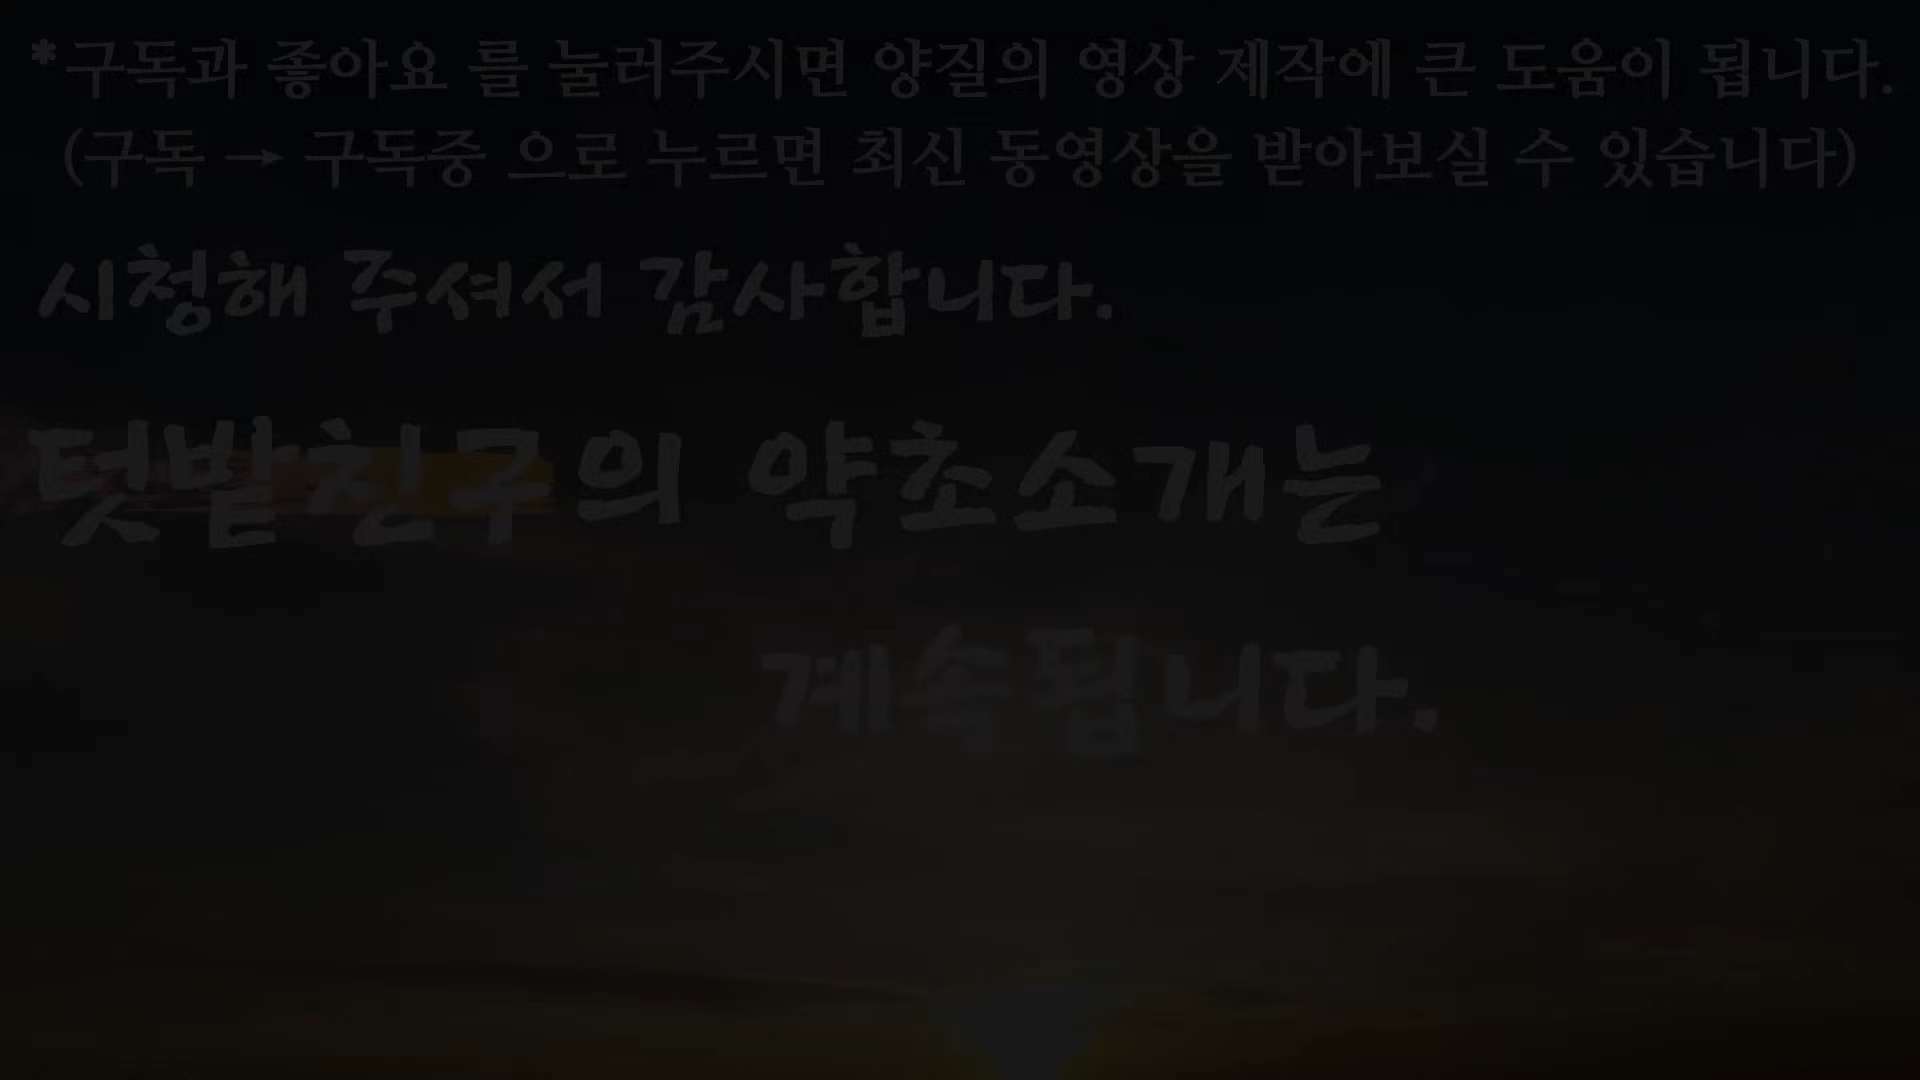 *구독과 좋아요 를 눌러주시면 양질의 영상 제작에 큰 도움이 됩니다.
(구독 → 구독중 으로 누르면 최신 동영상을 받아보실 수 있습니다)
시청해 주셔서 감사합니다.
텃밭친구의 약초소개는
계속됩니다.